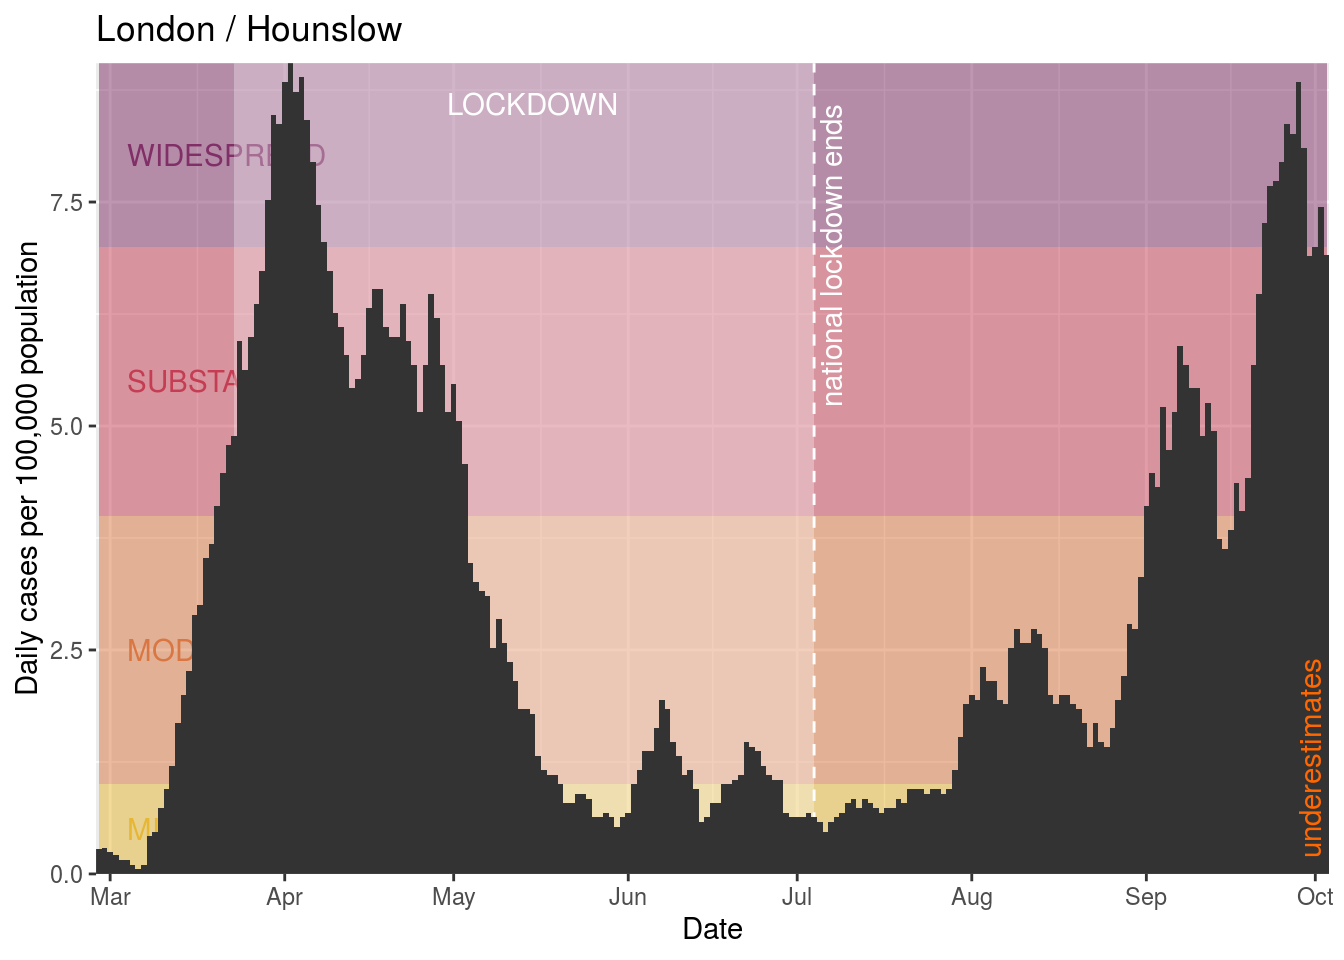 London / Hounslow
LOCKDOWN
national lockdown ends
WIDESPREAD
SUBSTA
MOD
underestimates
Daily cases per 100,000 population
7.5
5.0
2.5
0.0
Mar Apr May Jun Jul Aug Sep Oct
Date